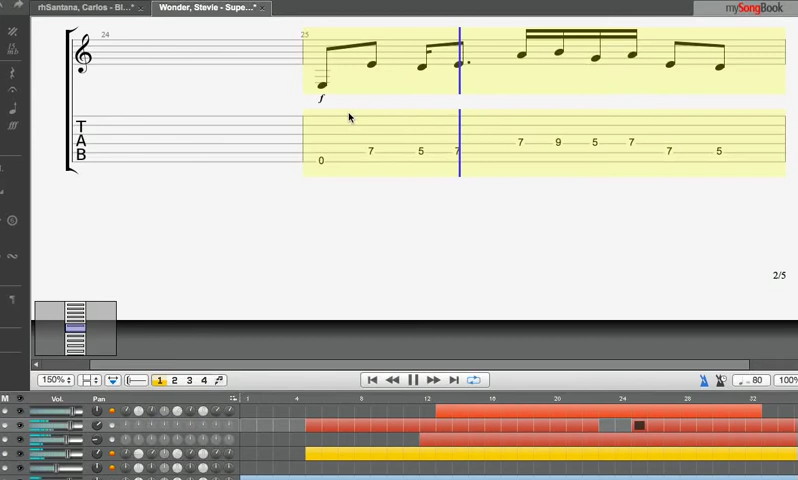 rhSantana, Carlos - Bl...*
Wonder, Stevie - Supe...*
mySongBook
24
25
f
T
A
B
7 9 5 7
7 5 7 7 5
0
2/5
150%
1 2 3 4
= 80
100%
M
Vol.
Pan
1 4 8 12 16 20 24 28 32